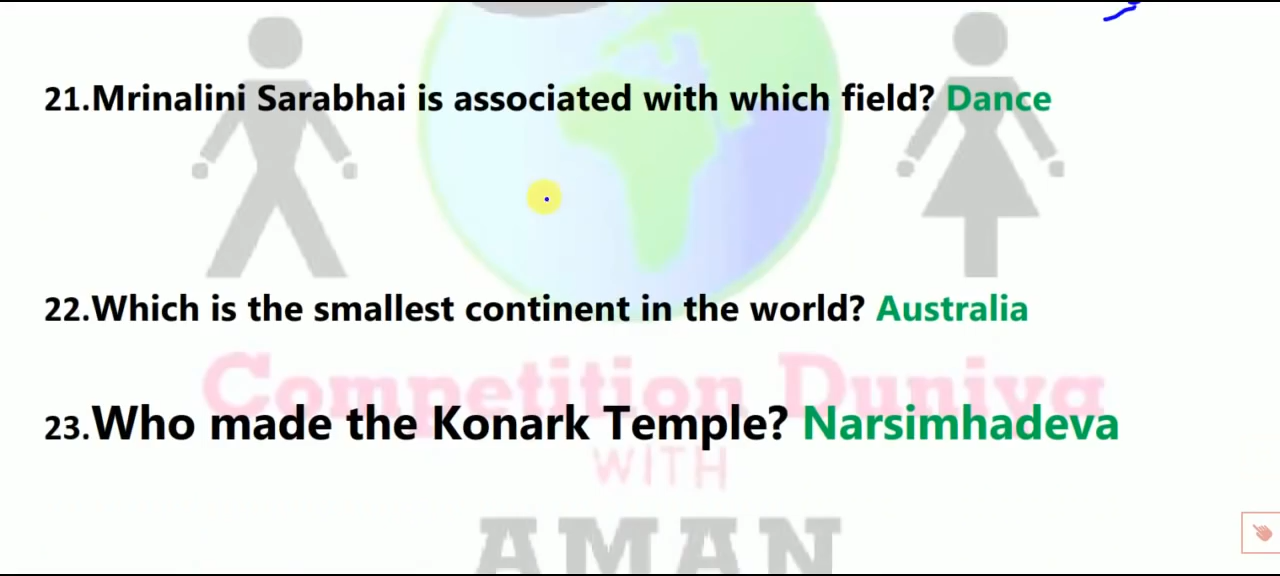 21.Mrinalini Sarabhai is associated with which field? Dance
22.Which is the smallest continent in the world? Australia
Competition Duniya
23.Who made the Konark Temple? Narsimhadeva
WITH
AMAN